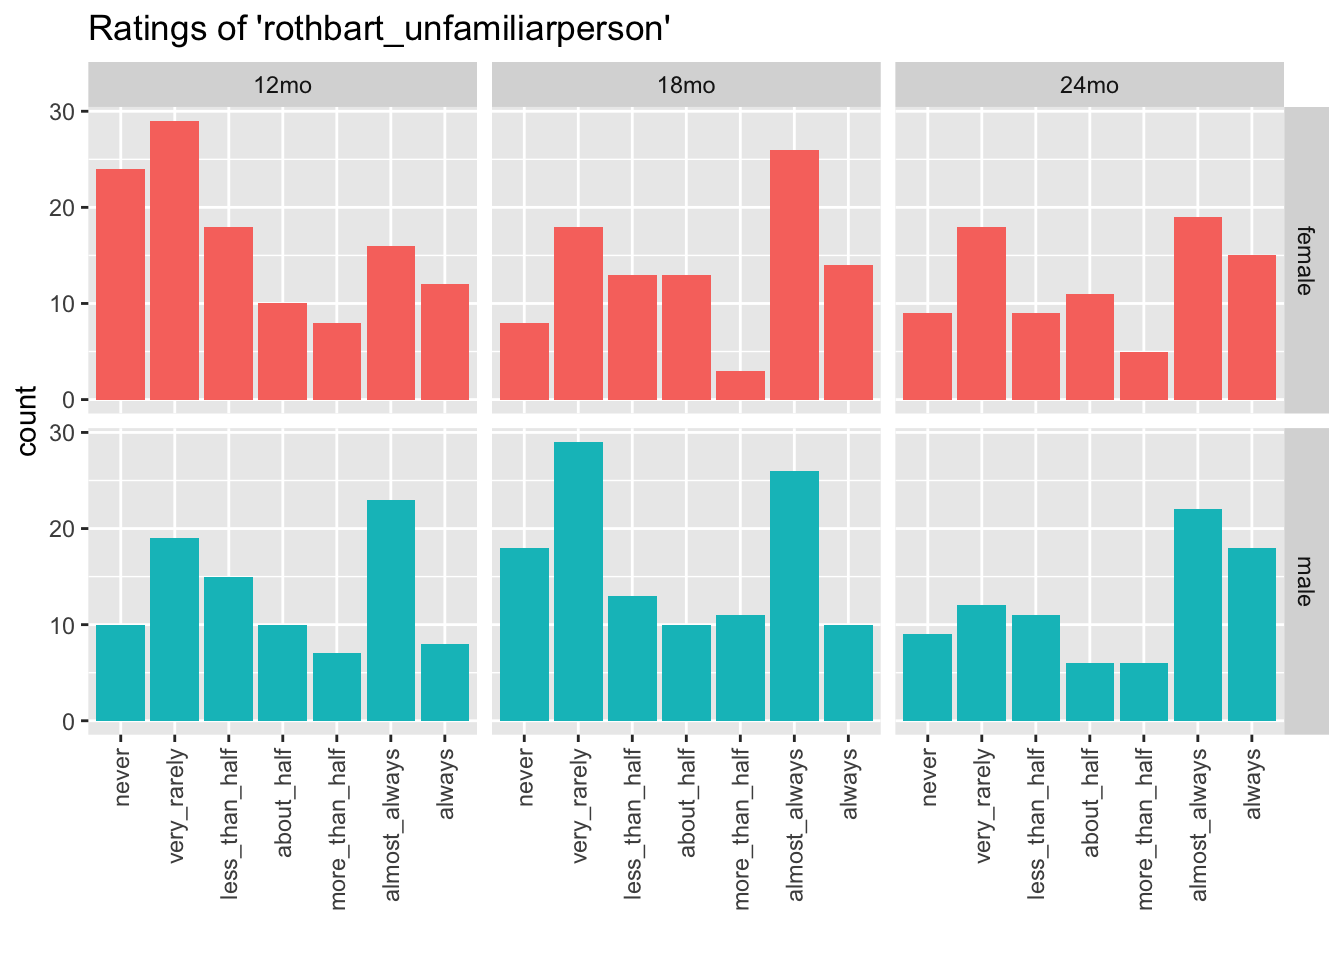 Ratings of 'rothbart_unfamiliarperson'
12mo 18mo 24mo
30
20
10
0
female
count
30
20
10
0
male
never very_rarely less_than_half about_half more_than_half almost_always always never very_rarely less_than_half about_half more_than_half almost_always always never very_rarely less_than_half about_half more_than_half almost_always always